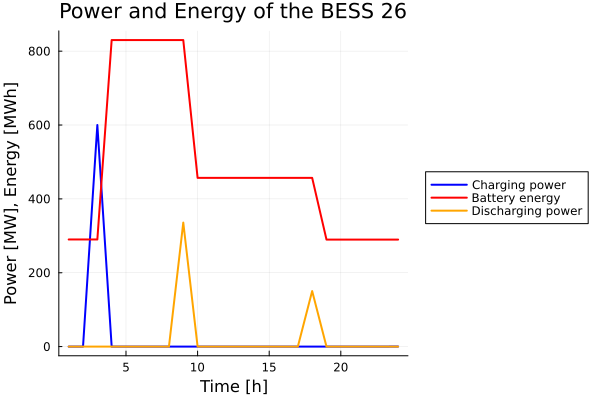 Power and Energy of the BESS 26
Power [MW], Energy [MWh]
800
600
400
200
0
5
10
15
20
Time [h]
Charging power
Battery energy
Discharging power